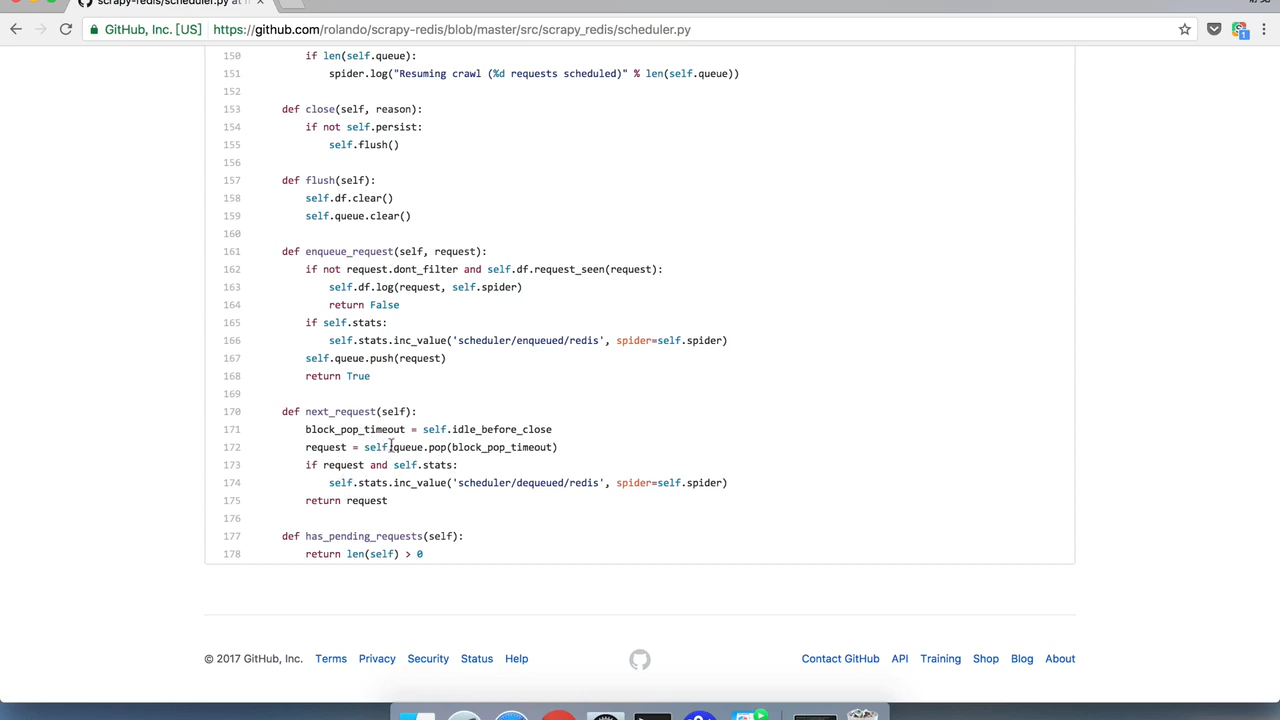 scrapy-redis/scheduler.py at m
GitHub, Inc. [US] https://github.com/rolando/scrapy-redis/blob/master/src/scrapy_redis/scheduler.py
1
150 if len(self.queue):
151 spider.log("Resuming crawl (%d requests scheduled)" % len(self.queue))
152
153 def close(self, reason):
154 if not self.persist:
155 self.flush()
156
157 def flush(self):
158 self.df.clear()
159 self.queue.clear()
160
161 def enqueue_request(self, request):
162 if not request.dont_filter and self.df.request_seen(request):
163 self.df.log(request, self.spider)
164 return False
165 if self.stats:
166 self.stats.inc_value('scheduler/enqueued/redis', spider=self.spider)
167 self.queue.push(request)
168 return True
169
170 def next_request(self):
171 block_pop_timeout = self.idle_before_close
172 request = self.queue.pop(block_pop_timeout)
173 if request and self.stats:
174 self.stats.inc_value('scheduler/dequeued/redis', spider=self.spider)
175 return request
176
177 def has_pending_requests(self):
178 return len(self) > 0
© 2017 GitHub, Inc. Terms Privacy Security Status Help Contact GitHub API Training Shop Blog About